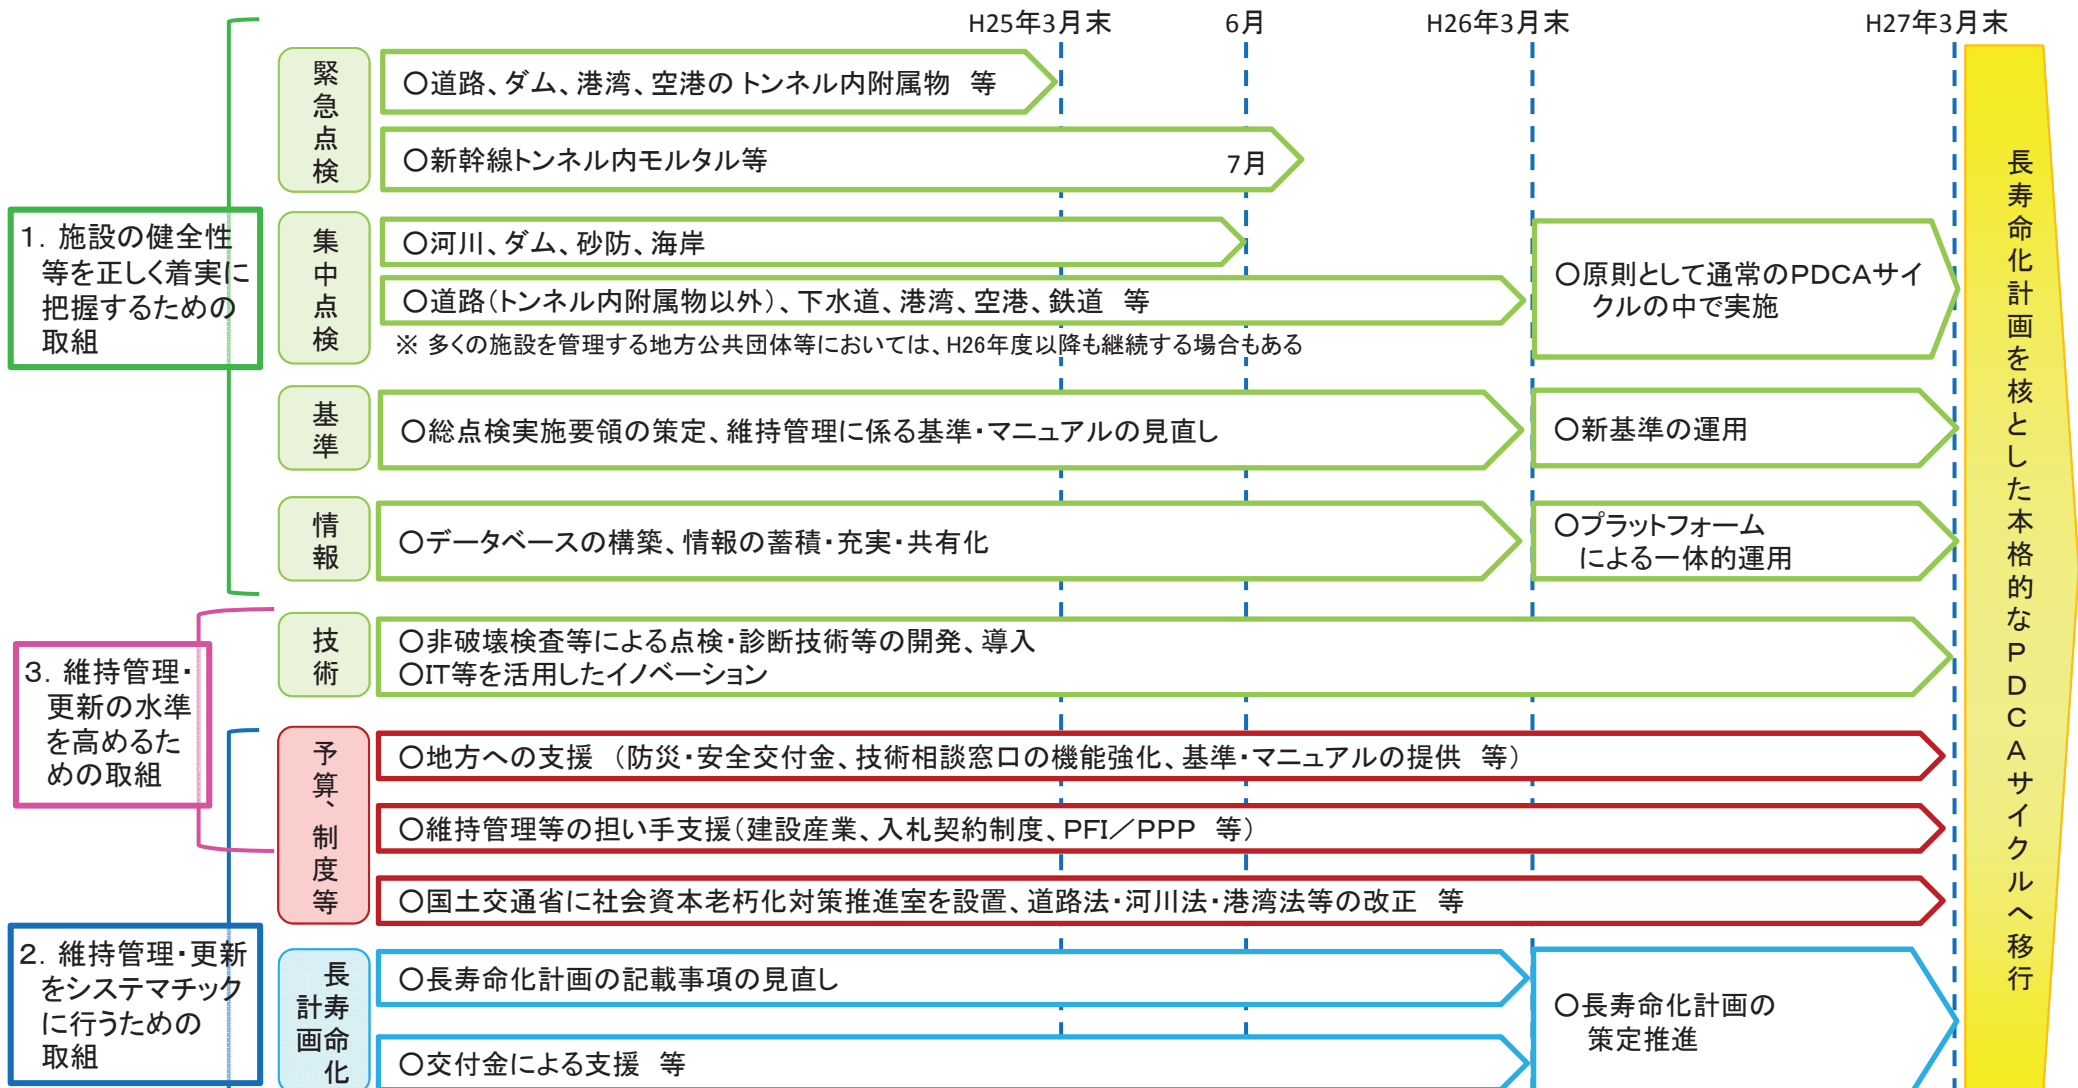 H25年3月末
6月
H26年3月末
H27年3月末
1．施設の健全性
等を正しく着実に
把握するための
取組
緊急点検
○道路、ダム、港湾、空港のトンネル内附属物　等
○新幹線トンネル内モルタル等
7月
集中点検
○河川、ダム、砂防、海岸
○道路（トンネル内附属物以外）、下水道、港湾、空港、鉄道　等
※ 多くの施設を管理する地方公共団体等においては、H26年度以降も継続する場合もある
○原則として通常のPDCAサイ
クルの中で実施
基準
○総点検実施要領の策定、維持管理に係る基準・マニュアルの見直し
○新基準の運用
情報
○データベースの構築、情報の蓄積・充実・共有化
○プラットフォーム
による一体的運用
3．維持管理・
更新の水準
を高めるた
めの取組
技術
○非破壊検査等による点検・診断技術等の開発、導入
○IT等を活用したイノベーション
予算、制度等
○地方への支援　（防災・安全交付金、技術相談窓口の機能強化、基準・マニュアルの提供　等）
○維持管理等の担い手支援（建設産業、入札契約制度、PFI／PPP　等）
○国土交通省に社会資本老朽化対策推進室を設置、道路法・河川法・港湾法等の改正　等
2．維持管理・更新
をシステマチック
に行うための
取組
長寿命化
計画
○長寿命化計画の記載事項の見直し
○交付金による支援　等
○長寿命化計画の
策定推進
長寿命化計画を核とした本格的なPDCAサイクルへ移行